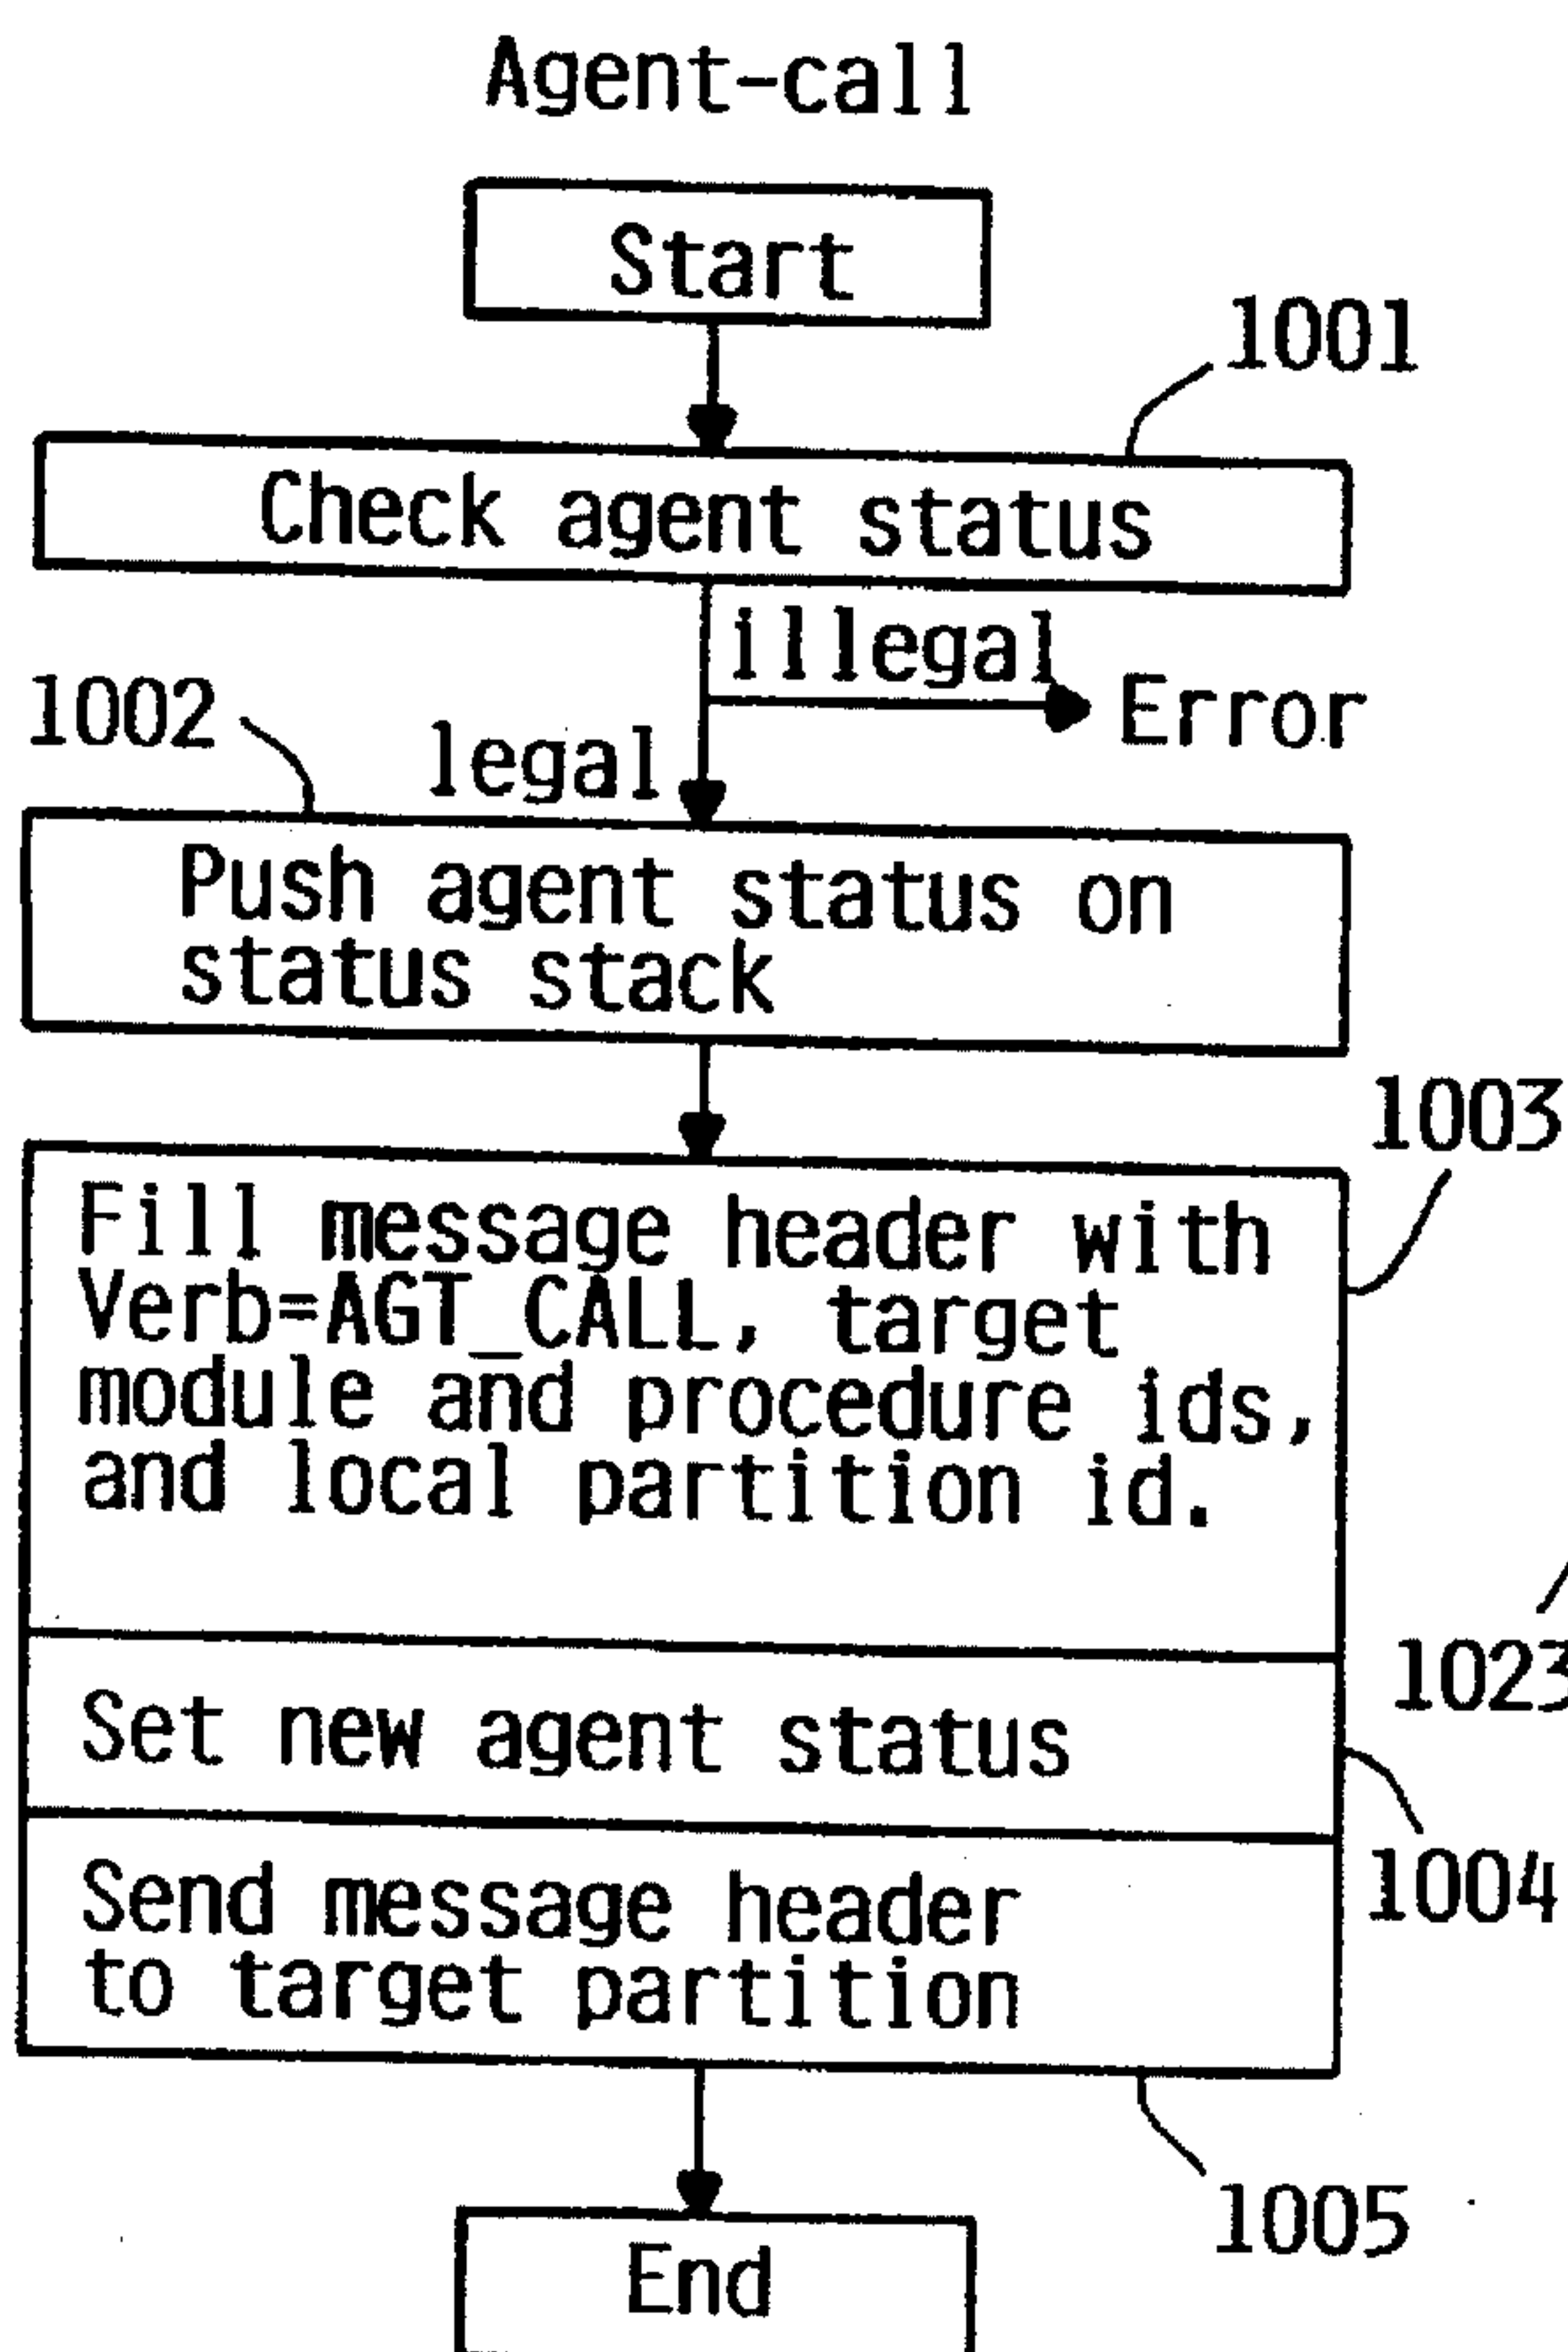 Agent-call
Start
1001
Check agent status
illegal
Error
1002
legal
Push agent status on
status stack
1003
Fill message header with
Verb=AGT_CALL, target
module and procedure ids,
and local partition id.
1023
Set new agent status
1004
Send message header
to target partition
1005
End